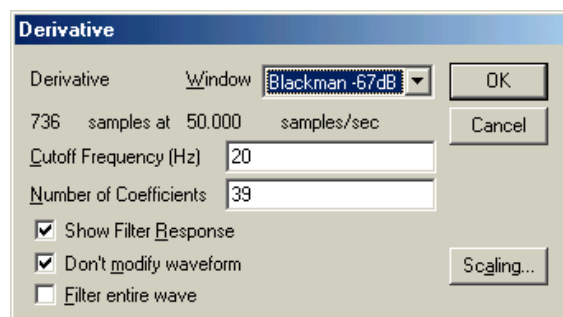 Derivative
Derivative Window Blackman -67dB OK
736 samples at 50.000 samples/sec Cancel
Cutoff Frequency (Hz) 20
Number of Coefficients 39
Show Filter Response
Don't modify waveform Scaling...
Filter entire wave